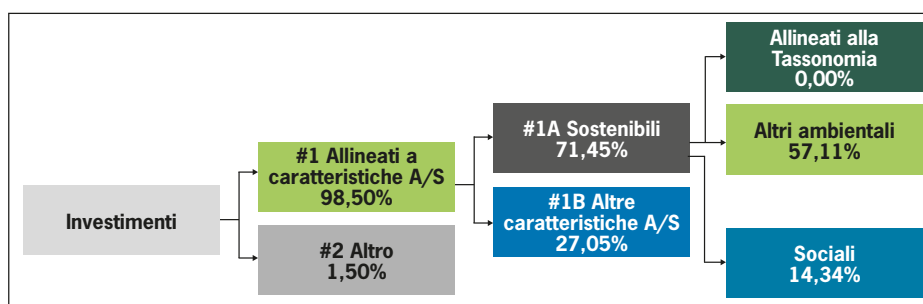 Investimenti
#1 Allineati a
caratteristiche A/S
98,50%
#2 Altro
1,50%
#1A Sostenibili
71,45%
#1B Altre
caratteristiche A/S
27,05%
Allineati alla
Tassonomia
0,00%
Altri ambientali
57,11%
Sociali
14,34%